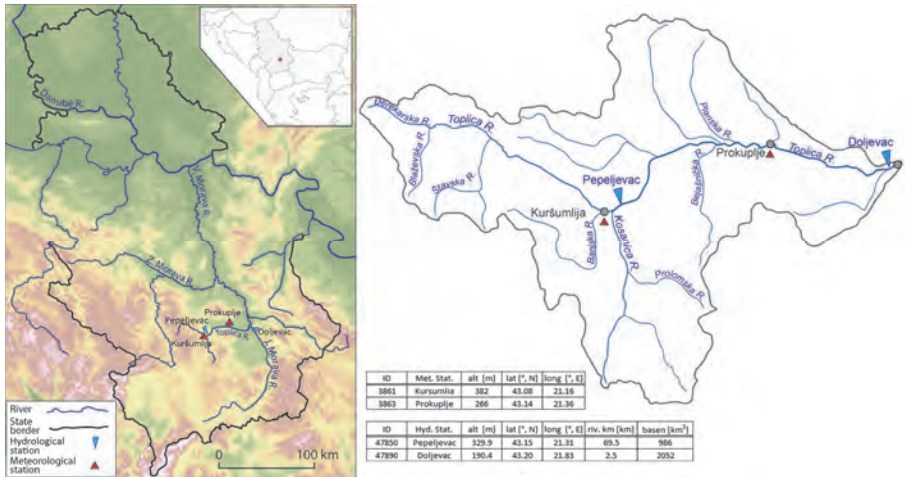 Danube R.
V. Morava R.
Z. Morava R.
Prokuplje
Pepeljevac
Toplica R.
Doljevac
Kuršumlija
J. Morava R.
River
State
border
Hydrological
station
Meteorological
station
100 km
Toplica R.
Blaževska R.
Štavska R.
Pepeljevac
Kuršumlija
Banjska R.
Kosanica R.
Prolomska R.
Prokuplje
Toplica R.
Doljevac
ID Met. Stat. alt [m] lat [°, N] long [°, E]
3861 Kursumlia 382 43.08 21.16
3863 Prokuplje 266 43.14 21.36
ID Hyd. Stat. alt [m] lat [°, N] long [°, E] riv. km [km] basen [km²]
47850 Pepeljevac 329.9 43.15 21.31 69.5 986
47890 Doljevac 190.4 43.20 21.83 2.5 2052